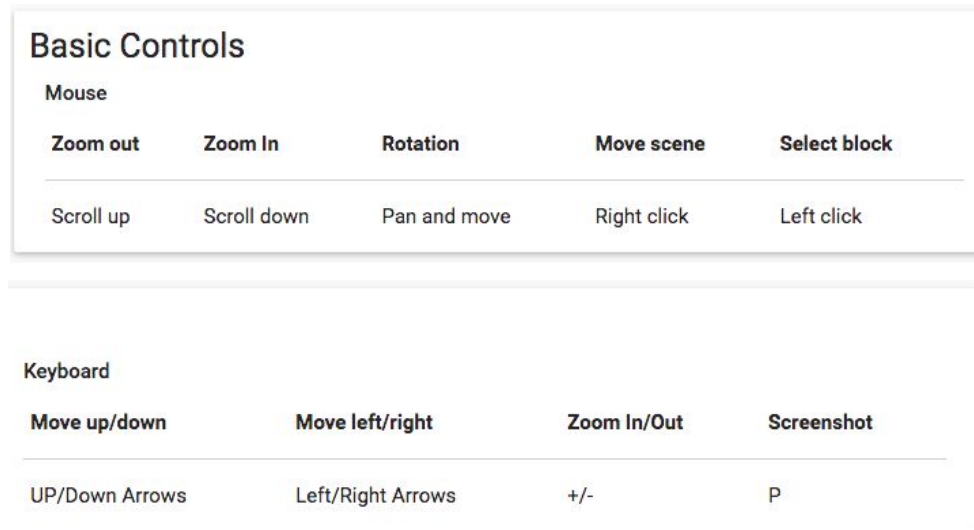 Basic Controls
Mouse
Zoom out Zoom In Rotation Move scene Select block
Scroll up Scroll down Pan and move Right click Left click
Keyboard
Move up/down Move left/right Zoom In/Out Screenshot
UP/Down Arrows Left/Right Arrows +/- P